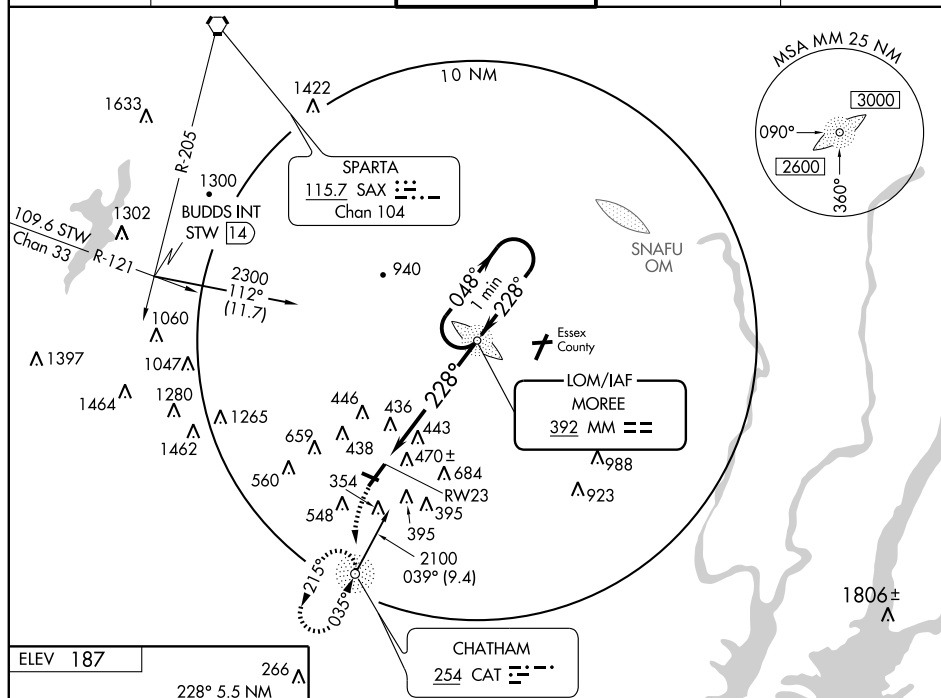 MSA MM 25 NM
3000
090°
2600
360°
10 NM
1422
1633
R-205
SPARTA
115.7 SAX
Chan 104
1300
BUDDS INT
STW 14
1302
109.6 STW
Chan 33
R-121
2300
112°
(11.7)
940
SNAFU
OM
048°
1 min
228°
Essex
County
228°
LOM/IAF
MOREE
392 MM
1060
1397
1047
1464
1280
1265
1462
446
436
443
438
659
470±
684
560
354
RW23
548
395
395
988
923
2100
039° (9.4)
215°
035°
1806±
CHATHAM
254 CAT
ELEV 187
266
228° 5.5 NM